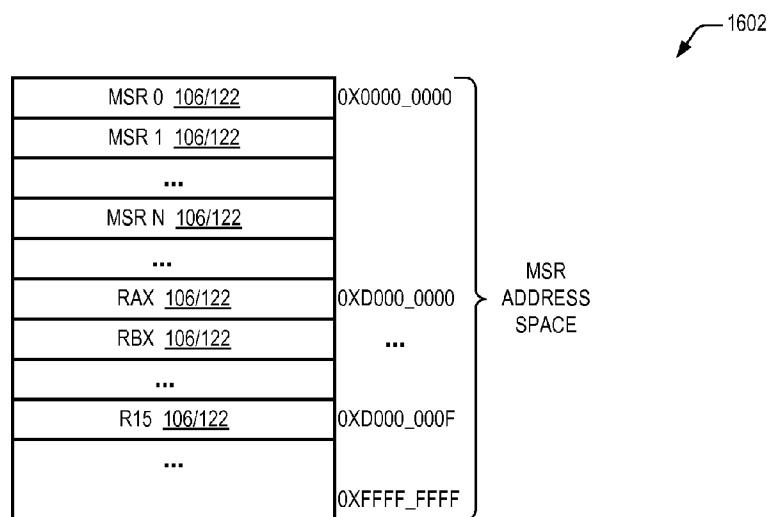 1602
MSR 0 106/122 0X0000_0000
MSR 1 106/122
...
MSR N 106/122
...
RAX 106/122 0XD000_0000
MSR
ADDRESS
SPACE
RBX 106/122 ...
...
R15 106/122 0XD000_000F
...
0XFFFF_FFFF